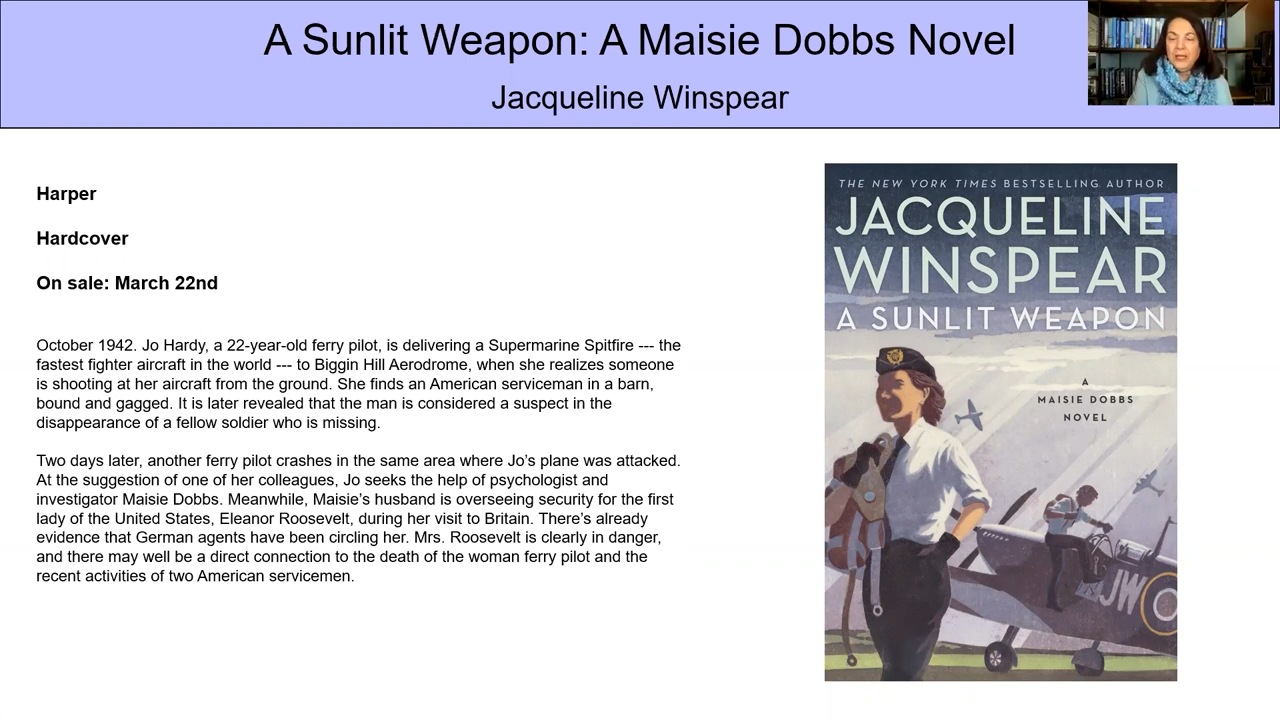 A Sunlit Weapon: A Maisie Dobbs Novel
Jacqueline Winspear
Harper
Hardcover
On sale: March 22nd
October 1942. Jo Hardy, a 22-year-old ferry pilot, is delivering a Supermarine Spitfire --- the
fastest fighter aircraft in the world --- to Biggin Hill Aerodrome, when she realizes someone
is shooting at her aircraft from the ground. She finds an American serviceman in a barn,
bound and gagged. It is later revealed that the man is considered a suspect in the
disappearance of a fellow soldier who is missing.
Two days later, another ferry pilot crashes in the same area where Jo’s plane was attacked.
At the suggestion of one of her colleagues, Jo seeks the help of psychologist and
investigator Maisie Dobbs. Meanwhile, Maisie’s husband is overseeing security for the first
lady of the United States, Eleanor Roosevelt, during her visit to Britain. There’s already
evidence that German agents have been circling her. Mrs. Roosevelt is clearly in danger,
and there may well be a direct connection to the death of the woman ferry pilot and the
recent activities of two American servicemen.
THE NEW YORK TIMES BESTSELLING AUTHOR
JACQUELINE
WINSPEAR
A SUNLIT WEAPON
A
MAISIE DOBBS
NOVEL
JW